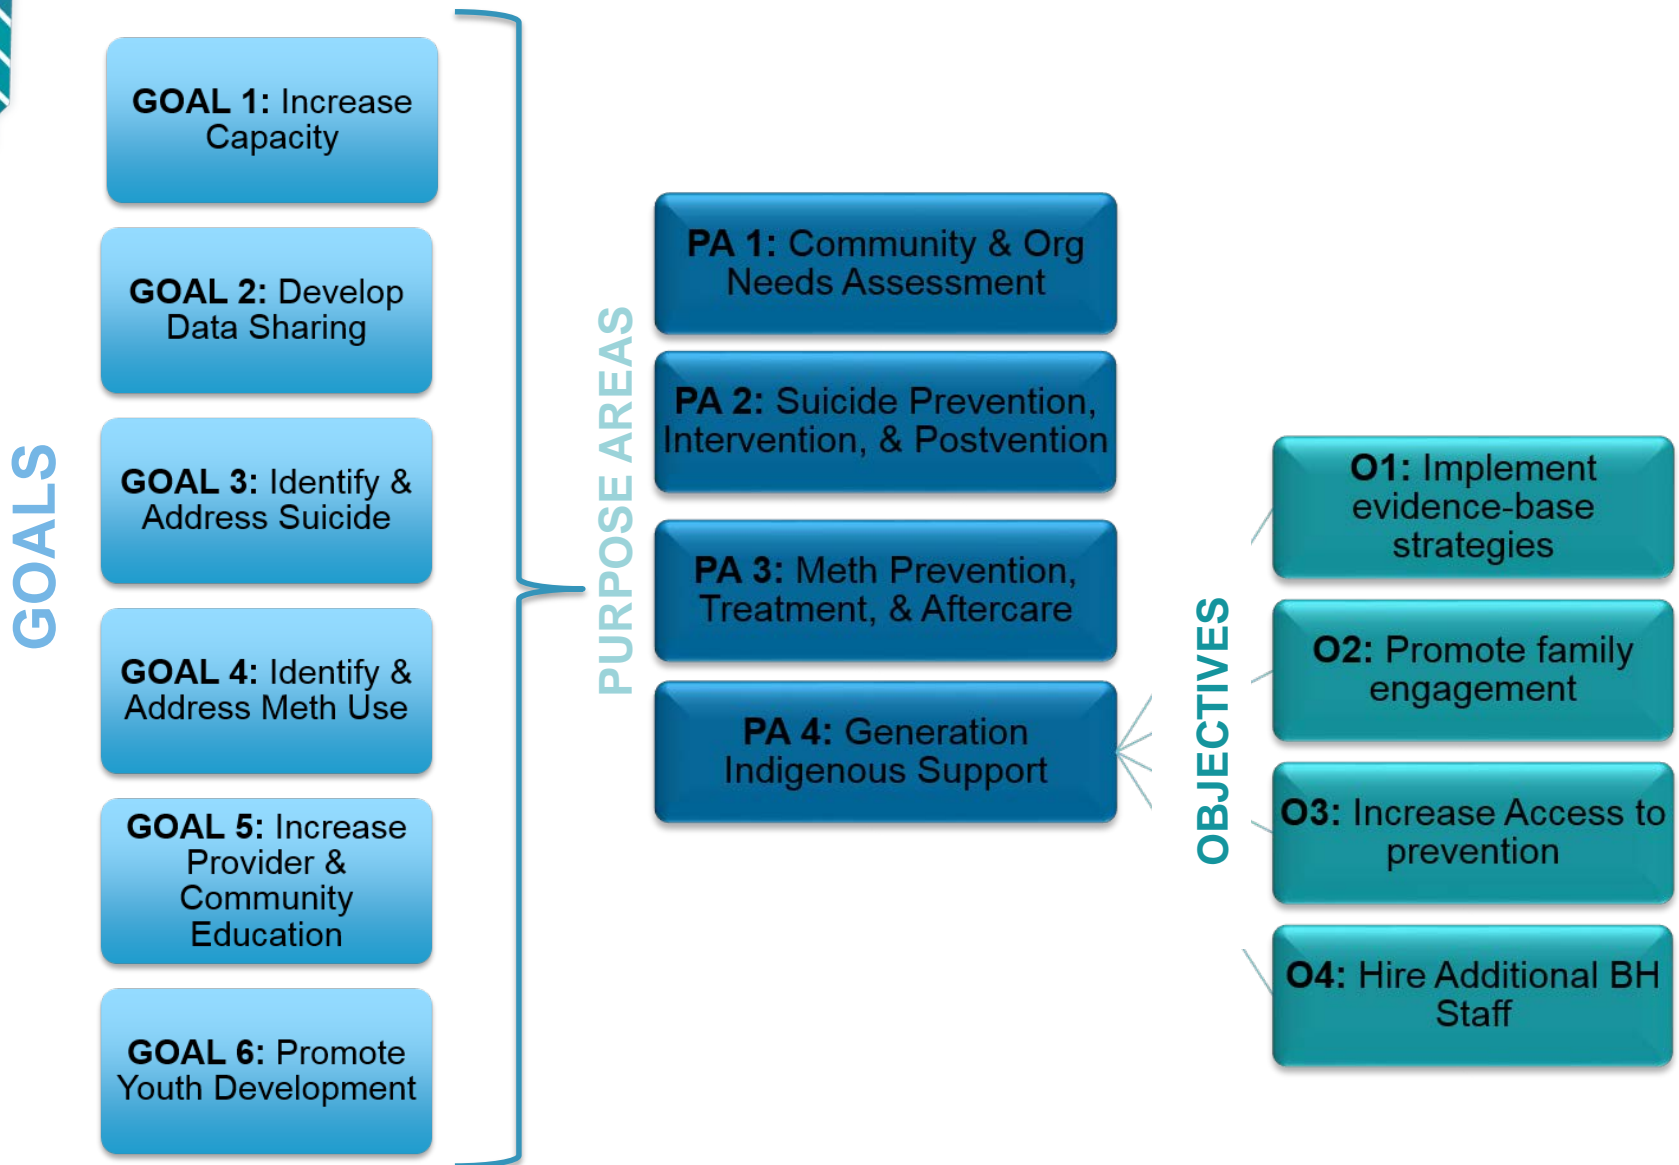 GOALS
GOAL 1: Increase
Capacity
GOAL 2: Develop
Data Sharing
GOAL 3: Identify &
Address Suicide
GOAL 4: Identify &
Address Meth Use
GOAL 5: Increase
Provider &
Community
Education
GOAL 6: Promote
Youth Development
PURPOSE AREAS
PA 1: Community & Org
Needs Assessment
PA 2: Suicide Prevention,
Intervention, & Postvention
PA 3: Meth Prevention,
Treatment, & Aftercare
PA 4: Generation
Indigenous Support
OBJECTIVES
O1: Implement
evidence-base
strategies
O2: Promote family
engagement
O3: Increase Access to
prevention
O4: Hire Additional BH
Staff